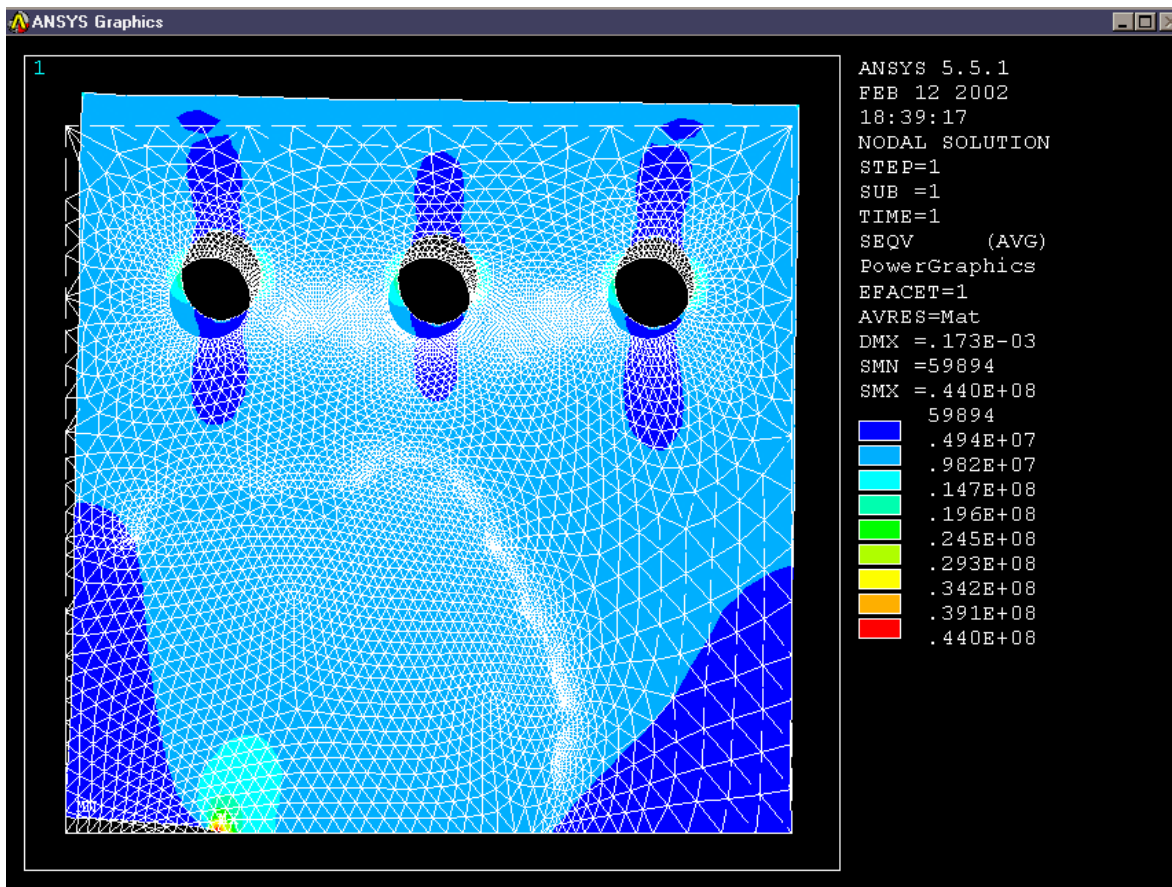 ANSYS Graphics
1
ANSYS 5.5.1
FEB 12 2002
18:39:17
NODAL SOLUTION
STEP=1
SUB =1
TIME=1
SEQV (AVG)
PowerGraphics
EFACET=1
AVRES=Mat
DMX =.173E-03
SMN =59894
SMX =.440E+08
59894
.494E+07
.982E+07
.147E+08
.196E+08
.245E+08
.293E+08
.342E+08
.391E+08
.440E+08